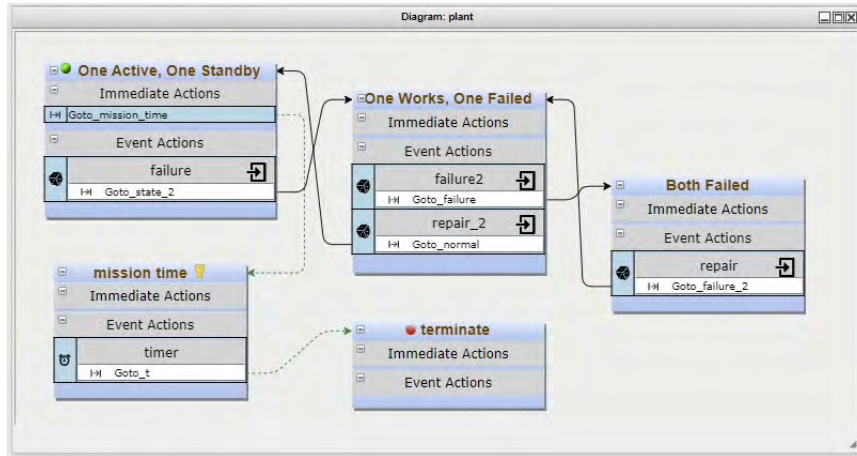 Diagram: plant
One Active, One Standby
Immediate Actions
Goto_mission_time
Event Actions
failure
Goto_state_2
One Works, One Failed
Immediate Actions
Event Actions
failure2
Goto_failure
repair_2
Goto_normal
Both Failed
Immediate Actions
Event Actions
repair
Goto_failure_2
mission time
Immediate Actions
Event Actions
timer
Goto_t
terminate
Immediate Actions
Event Actions